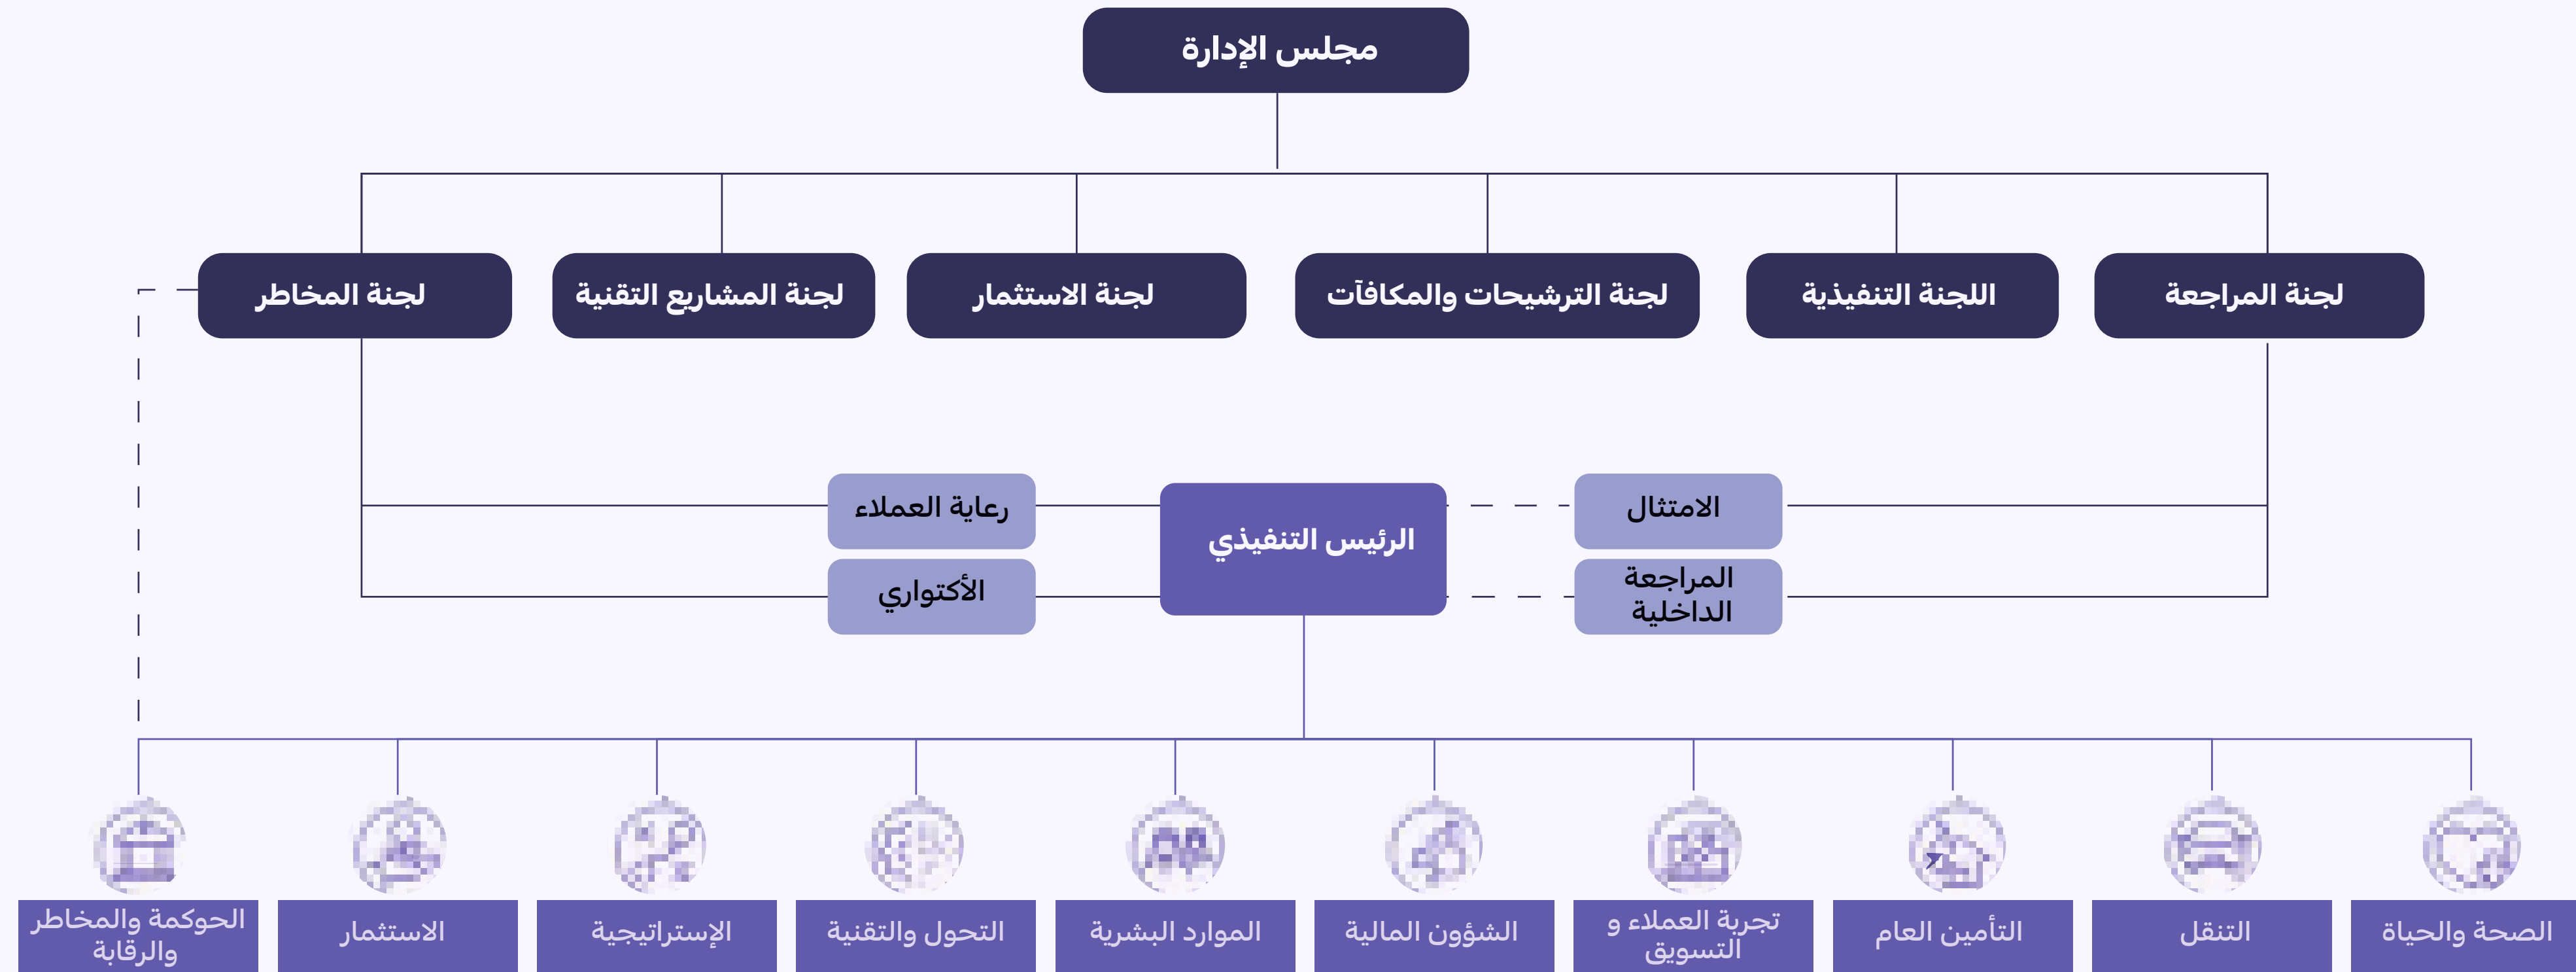 مجلس الإدارة
لجنة المراجعة
اللجنة التنفيذية
لجنة الترشيحات والمكافآت
لجنة الاستثمار
لجنة المشاريع التقنية
لجنة المخاطر
الامتثال
المراجعة
الداخلية
الرئيس التنفيذي
رعاية العملاء
الأكتواري
الصحة والحياة
التنقل
التأمين العام
تجربة العملاء و
التسويق
الشؤون المالية
الموارد البشرية
التحول والتقنية
الإستراتيجية
الاستثمار
الحوكمة والمخاطر
والرقابة